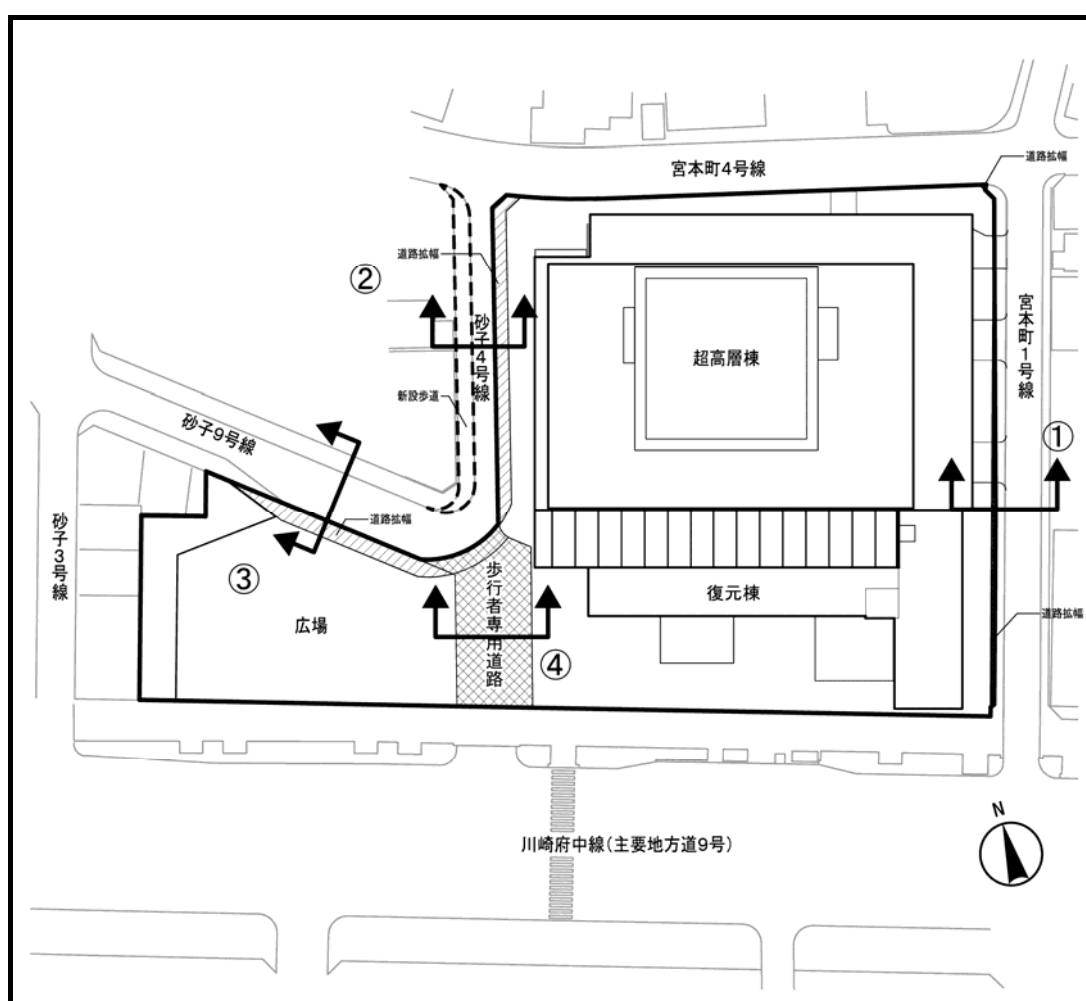 宮本町4号線
道路拡幅
道路拡幅
②
砂子4号線
宮本町1号線
超高層棟
新設歩道
砂子9号線
①
道路拡幅
砂子3号線
③
歩行者専用道路
復元棟
広場
道路拡幅
④
N
川崎府中線(主要地方道9号)